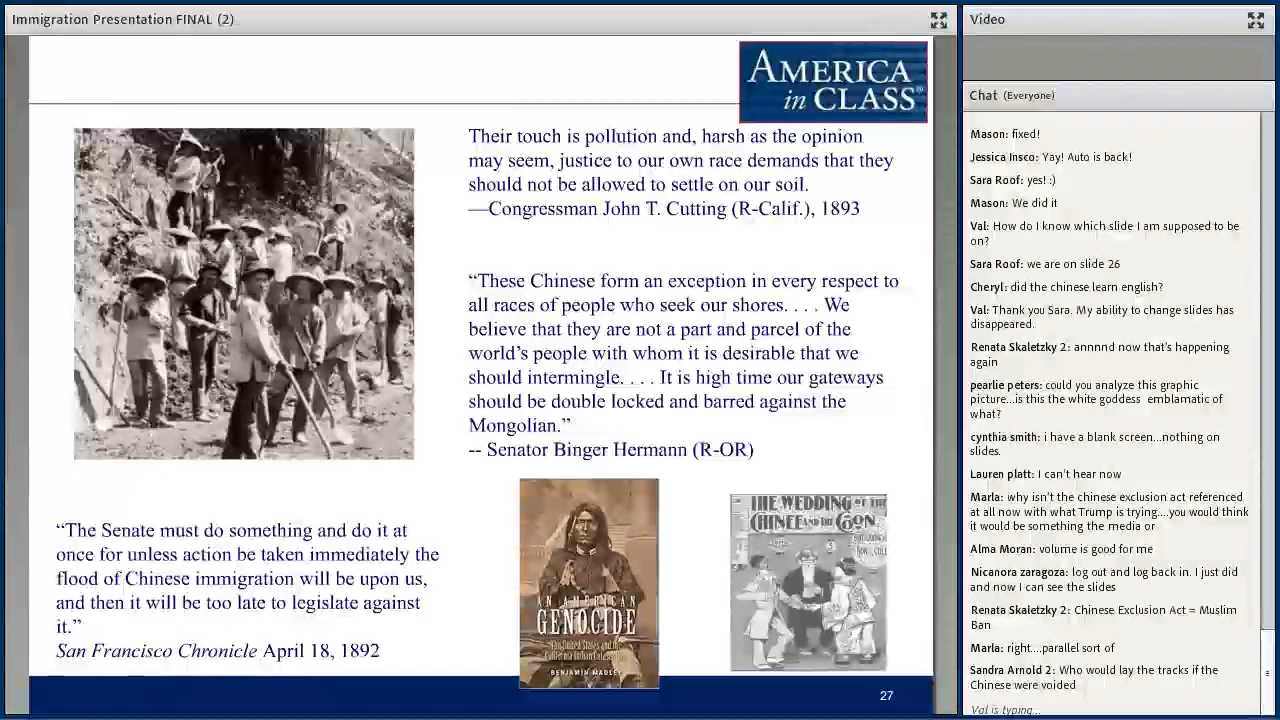 Immigration Presentation FINAL (2)
AMERICA
in CLASS
Their touch is pollution and, harsh as the opinion
may seem, justice to our own race demands that they
should not be allowed to settle on our soil.
—Congressman John T. Cutting (R-Calif.), 1893
“These Chinese form an exception in every respect to
all races of people who seek our shores. . . . We
believe that they are not a part and parcel of the
world’s people with whom it is desirable that we
should intermingle. . . . It is high time our gateways
should be double locked and barred against the
Mongolian.”
-- Senator Binger Hermann (R-OR)
“The Senate must do something and do it at
once for unless action be taken immediately the
flood of Chinese immigration will be upon us,
and then it will be too late to legislate against
it.”
San Francisco Chronicle April 18, 1892
AN AMERICAN
GENOCIDE
The United States and the
California Indian
BENJAMIN MADLEY
THE WEDDING OF THE
CHINEE AND THE COON
27
Video
Chat (Everyone)
Mason: fixed!
Jessica Insco: Yay! Auto is back!
Sara Roof: yes! :)
Mason: We did it
Val: How do I know which slide I am supposed to be
on?
Sara Roof: we are on slide 26
Cheryl: did the chinese learn english?
Val: Thank you Sara. My ability to change slides has
disappeared.
Renata Skaletzky 2: annnnd now that's happening
again
pearlie peters: could you analyze this graphic
picture...is this the white goddess emblamatic of
what?
cynthia smith: i have a blank screen...nothing on
slides.
Lauren platt: I can't hear now
Marla: why isn't the chinese exclusion act referenced
at all now with what Trump is trying....you would think
it would be something the media or
Alma Moran: volume is good for me
Nicanora zaragoza: log out and log back in. I just did
and now I can see the slides
Renata Skaletzky 2: Chinese Exclusion Act = Muslim
Ban
Marla: right...parallel sort of
Sandra Arnold 2: Who would lay the tracks if the
Chinese were voided
Val is typing...